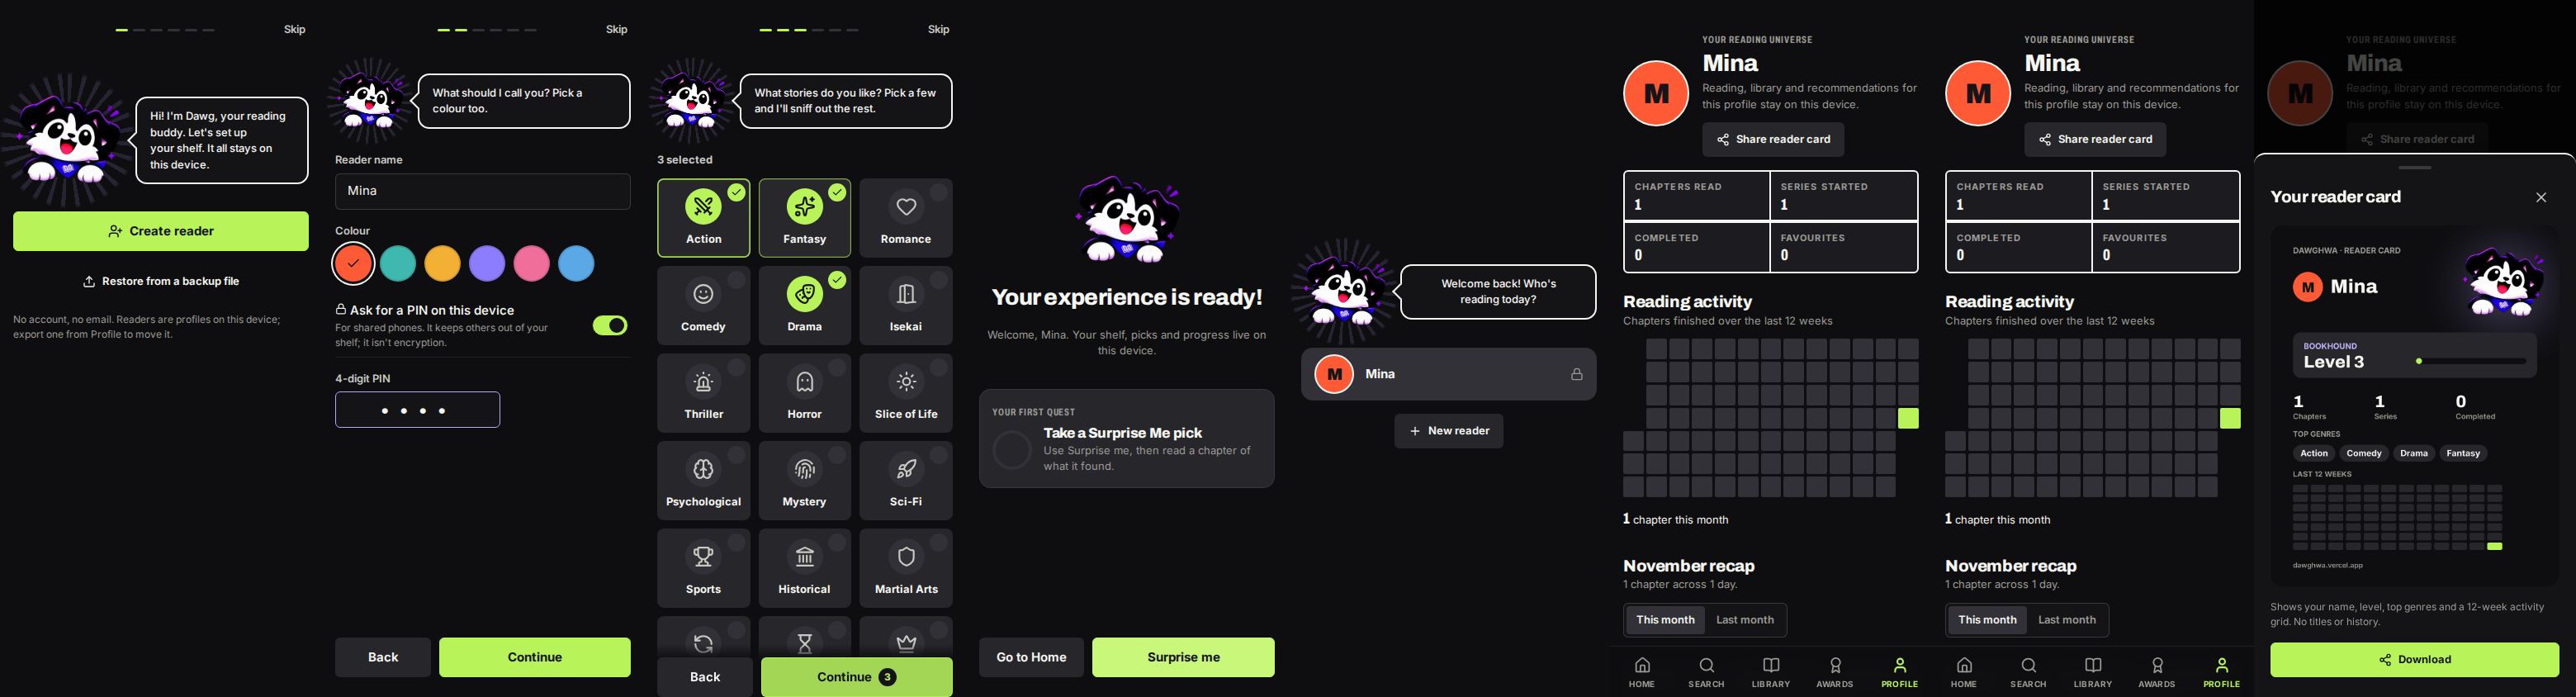 Skip
Hi! I'm Dawg, your reading
buddy. Let's set up
your shelf. It all stays on
this device.
Create reader
Restore from a backup file
No account, no email. Readers are profiles on this device;
export one from Profile to move it.
Skip
What should I call you? Pick a
colour too.
Reader name
Mina
Colour
Ask for a PIN on this device
For shared phones. It keeps others out of your
shelf; it isn't encryption.
4-digit PIN
Back
Continue
Skip
What stories do you like? Pick a few
and I'll sniff out the rest.
3 selected
Action
Fantasy
Romance
Comedy
Drama
Isekai
Thriller
Horror
Slice of Life
Psychological
Mystery
Sci-Fi
Sports
Historical
Martial Arts
Back
Continue 3
Your experience is ready!
Welcome, Mina. Your shelf, picks and progress live on
this device.
YOUR FIRST QUEST
Take a Surprise Me pick
Use Surprise me, then read a chapter of
what it found.
Go to Home
Surprise me
Welcome back! Who's
reading today?
M
Mina
New reader
YOUR READING UNIVERSE
M
Mina
Reading, library and recommendations for
this profile stay on this device.
Share reader card
CHAPTERS READ
1
SERIES STARTED
1
COMPLETED
0
FAVOURITES
0
Reading activity
Chapters finished over the last 12 weeks
1 chapter this month
November recap
1 chapter across 1 day.
This month
Last month
HOME
SEARCH
LIBRARY
AWARDS
PROFILE
YOUR READING UNIVERSE
M
Mina
Reading, library and recommendations for
this profile stay on this device.
Share reader card
CHAPTERS READ
1
SERIES STARTED
1
COMPLETED
0
FAVOURITES
0
Reading activity
Chapters finished over the last 12 weeks
1 chapter this month
November recap
1 chapter across 1 day.
This month
Last month
HOME
SEARCH
LIBRARY
AWARDS
PROFILE
YOUR READING UNIVERSE
M
Mina
Reading, library and recommendations for
this profile stay on this device.
Share reader card
Your reader card
DAWGHWA · READER CARD
M
Mina
BOOKHOUND
Level 3
1
Chapters
1
Series
0
Completed
TOP GENRES
Action
Comedy
Drama
Fantasy
LAST 12 WEEKS
dawghwa.vercel.app
Shows your name, level, top genres and a 12-week activity
grid. No titles or history.
Download